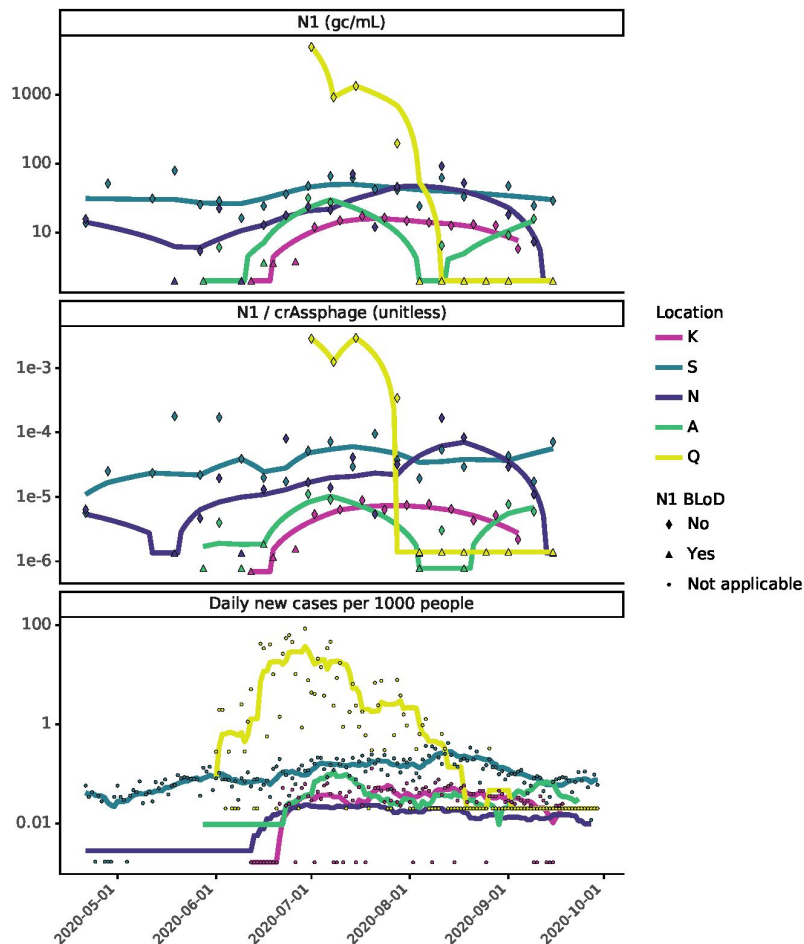 N1 (gc/mL)
1000
100
10
N1 / crAssphage (unitless)
1e-3
1e-4
1e-5
1e-6
Daily new cases per 1000 people
100
1
0.01
2020-05-01
2020-06-01
2020-07-01
2020-08-01
2020-09-01
2020-10-01
Location
K
S
N
A
Q
N1 BLoD
No
Yes
Not applicable